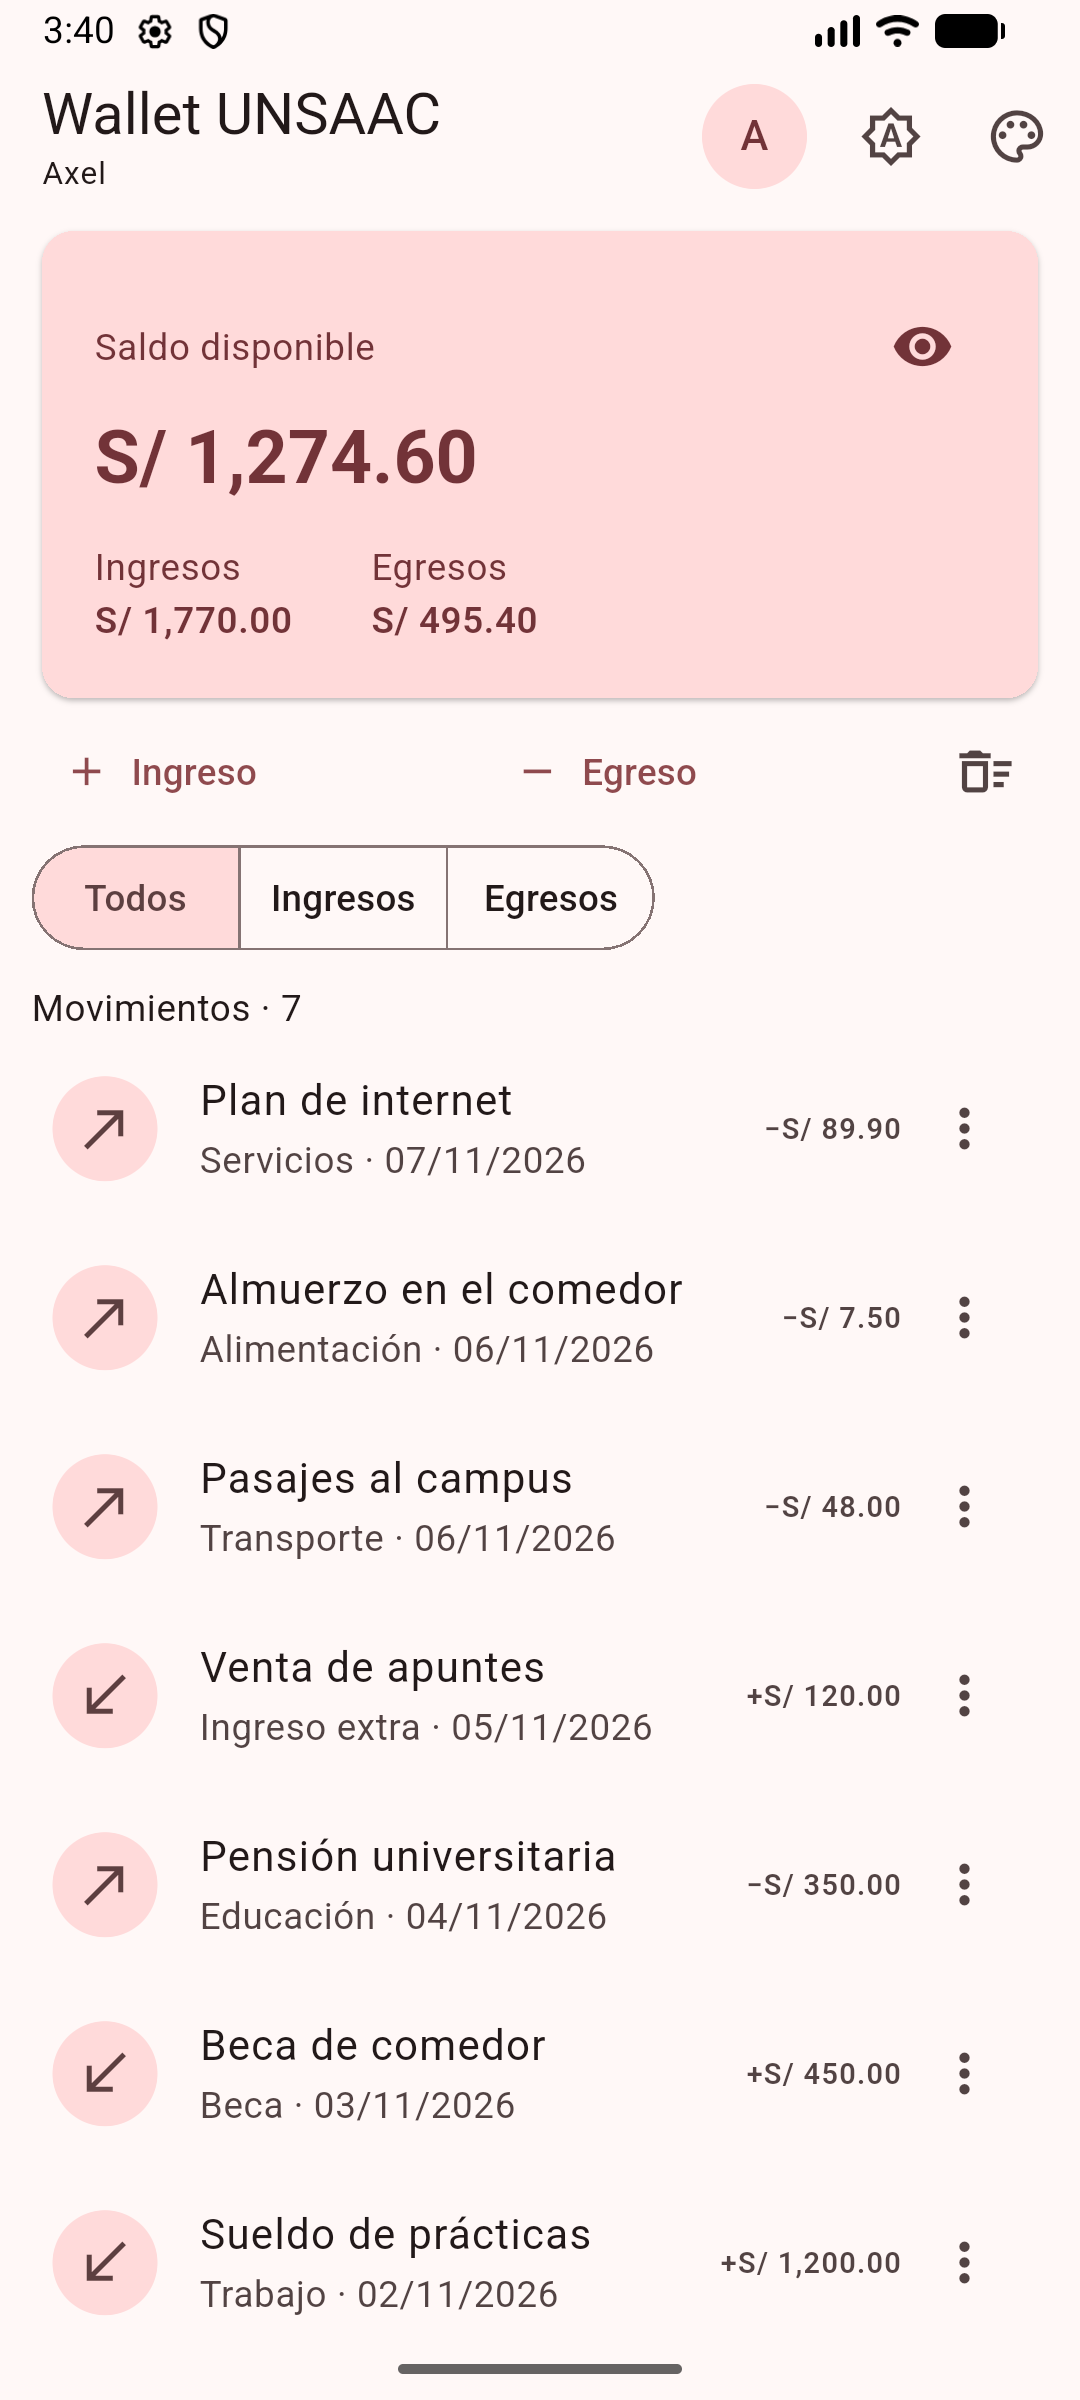 3:40
Wallet UNSAAC
Axel
A
A
Saldo disponible
S/ 1,274.60
Ingresos Egresos
S/ 1,770.00 S/ 495.40
+ Ingreso − Egreso
Todos Ingresos Egresos
Movimientos · 7
Plan de internet
−S/ 89.90
Servicios · 07/11/2026
Almuerzo en el comedor
−S/ 7.50
Alimentación · 06/11/2026
Pasajes al campus
−S/ 48.00
Transporte · 06/11/2026
Venta de apuntes
+S/ 120.00
Ingreso extra · 05/11/2026
Pensión universitaria
−S/ 350.00
Educación · 04/11/2026
Beca de comedor
+S/ 450.00
Beca · 03/11/2026
Sueldo de prácticas
+S/ 1,200.00
Trabajo · 02/11/2026